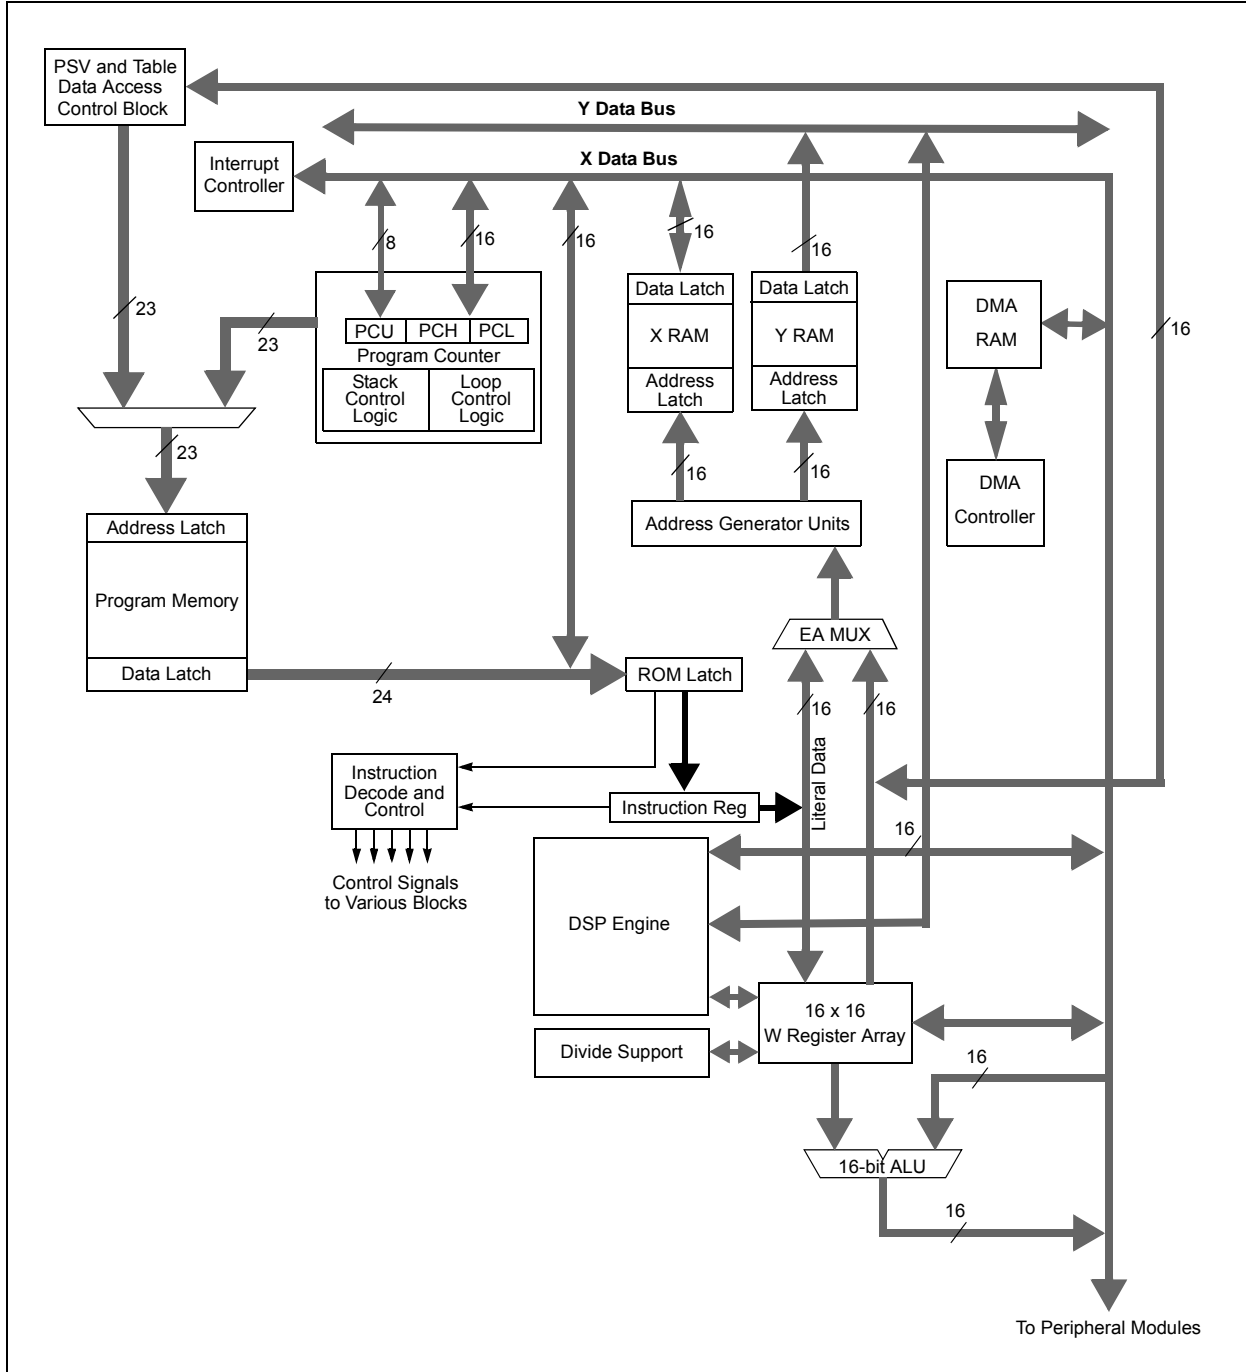 PSV and Table
Data Access
Control Block
Y Data Bus
X Data Bus
Interrupt
Controller
8
16
16
16
16
23
23
16
PCU
PCH
PCL
Program Counter
Stack
Control
Logic
Loop
Control
Logic
Data Latch
X RAM
Address
Latch
Data Latch
Y RAM
Address
Latch
DMA
RAM
23
16
16
DMA
Controller
Address Generator Units
Address Latch
Program Memory
Data Latch
24
EA MUX
ROM Latch
16
16
Literal Data
Instruction
Decode and
Control
Instruction Reg
Control Signals
to Various Blocks
16
DSP Engine
16 x 16
W Register Array
Divide Support
16
16-bit ALU
16
To Peripheral Modules